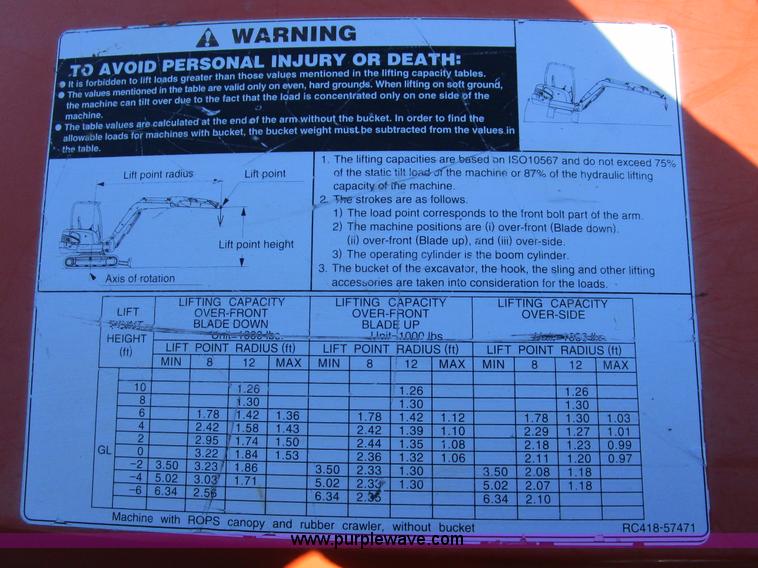 WARNING
TO AVOID PERSONAL INJURY OR DEATH:
● It is forbidden to lift loads greater than those values mentioned in the lifting capacity tables.
● The values mentioned in the table are valid only on even, hard grounds. When lifting on soft ground,
the machine can tilt over due to the fact that the load is concentrated only on one side of the
machine.
● The table values are calculated at the end of the arm without the bucket. In order to find the
allowable loads for machines with bucket, the bucket weight must be subtracted from the values in
the table.
Lift point radius
Lift point
Lift point height
Axis of rotation
1. The lifting capacities are based on ISO10567 and do not exceed 75%
of the static tilt load of the machine or 87% of the hydraulic lifting
capacity of the machine.
2. The strokes are as follows.
1) The load point corresponds to the front bolt part of the arm.
2) The machine positions are (i) over-front (Blade down).
(ii) over-front (Blade up), and (iii) over-side.
3) The operating cylinder is the boom cylinder.
3. The bucket of the excavator, the hook, the sling and other lifting
accessories are taken into consideration for the loads.
LIFT POINT HEIGHT (ft)
LIFTING CAPACITY OVER-FRONT BLADE DOWN Unit=1000 lbs.
LIFTING CAPACITY OVER-FRONT BLADE UP Unit=1000 lbs
LIFTING CAPACITY OVER-SIDE Unit=1000 lbs
LIFT POINT RADIUS (ft) LIFT POINT RADIUS (ft) LIFT POINT RADIUS (ft)
MIN 8 12 MAX MIN 8 12 MAX MIN 8 12 MAX
10 1.26 1.26 1.26
8 1.30 1.30 1.30
6 1.78 1.42 1.36 1.78 1.42 1.12 1.78 1.30 1.03
4 2.42 1.58 1.43 2.42 1.39 1.10 2.29 1.27 1.01
2 2.95 1.74 1.50 2.44 1.35 1.08 2.18 1.23 0.99
GL 0 3.22 1.84 1.53 2.36 1.32 1.06 2.11 1.20 0.97
−2 3.50 3.23 1.86 3.50 2.33 1.30 3.50 2.08 1.18
−4 5.02 3.03 1.71 5.02 2.33 1.30 5.02 2.07 1.18
−6 6.34 2.56 6.34 6.34 2.10
Machine with ROPS canopy and rubber crawler, without bucket
RC418-57471
www.purplewave.com